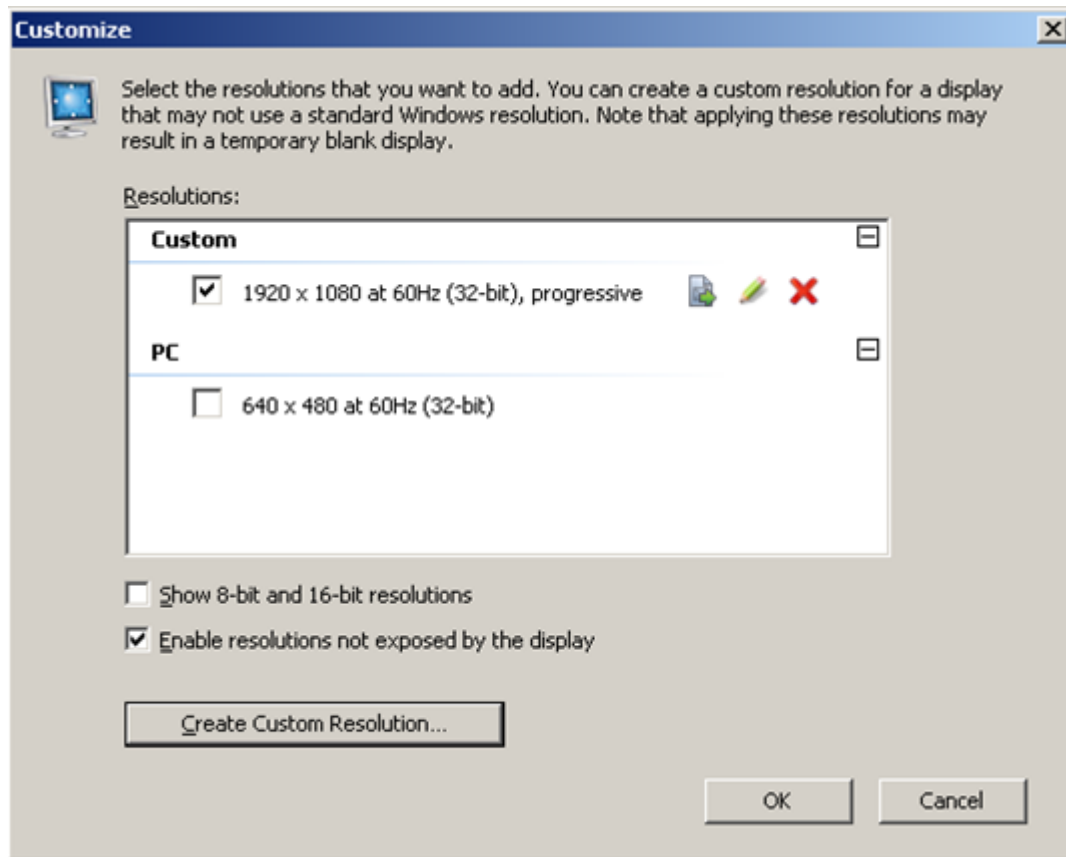 Customize
Select the resolutions that you want to add. You can create a custom resolution for a display
that may not use a standard Windows resolution. Note that applying these resolutions may
result in a temporary blank display.
Resolutions:
Custom
1920 x 1080 at 60Hz (32-bit), progressive
PC
640 x 480 at 60Hz (32-bit)
Show 8-bit and 16-bit resolutions
Enable resolutions not exposed by the display
Create Custom Resolution...
OK Cancel